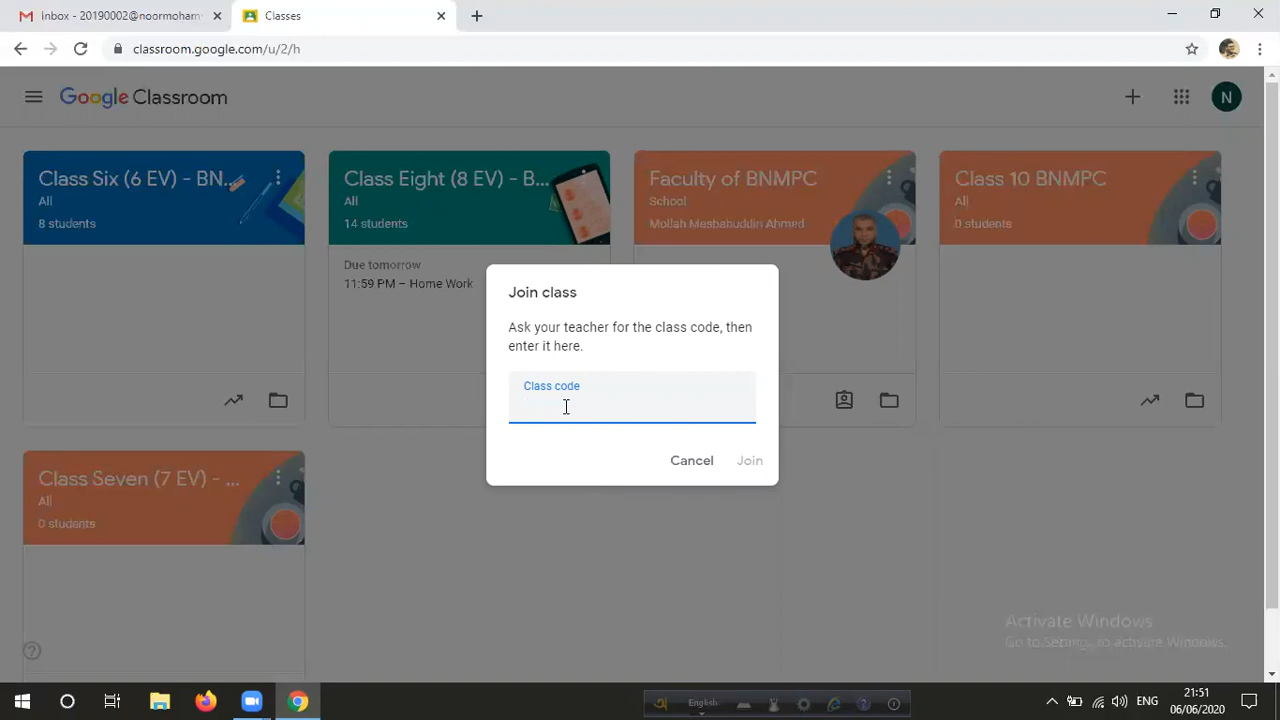 inbox - 20190002@noormoham
Classes
classroom.google.com/u/2/h
Google Classroom
N
Class Six (6 EV) - BN...
All
8 students
Class Eight (8 EV) - B...
All
14 students
Due tomorrow
11:59 PM – Home Work
Faculty of BNMPC
School
Mollah Mesbahuddin Ahmed
Class 10 BNMPC
All
0 students
Join class
Ask your teacher for the class code, then
enter it here.
Class code
Cancel
Join
Class Seven (7 EV) - ...
All
0 students
Activate Windows
Go to Settings to activate Windows.
English
ENG
21:51
06/06/2020